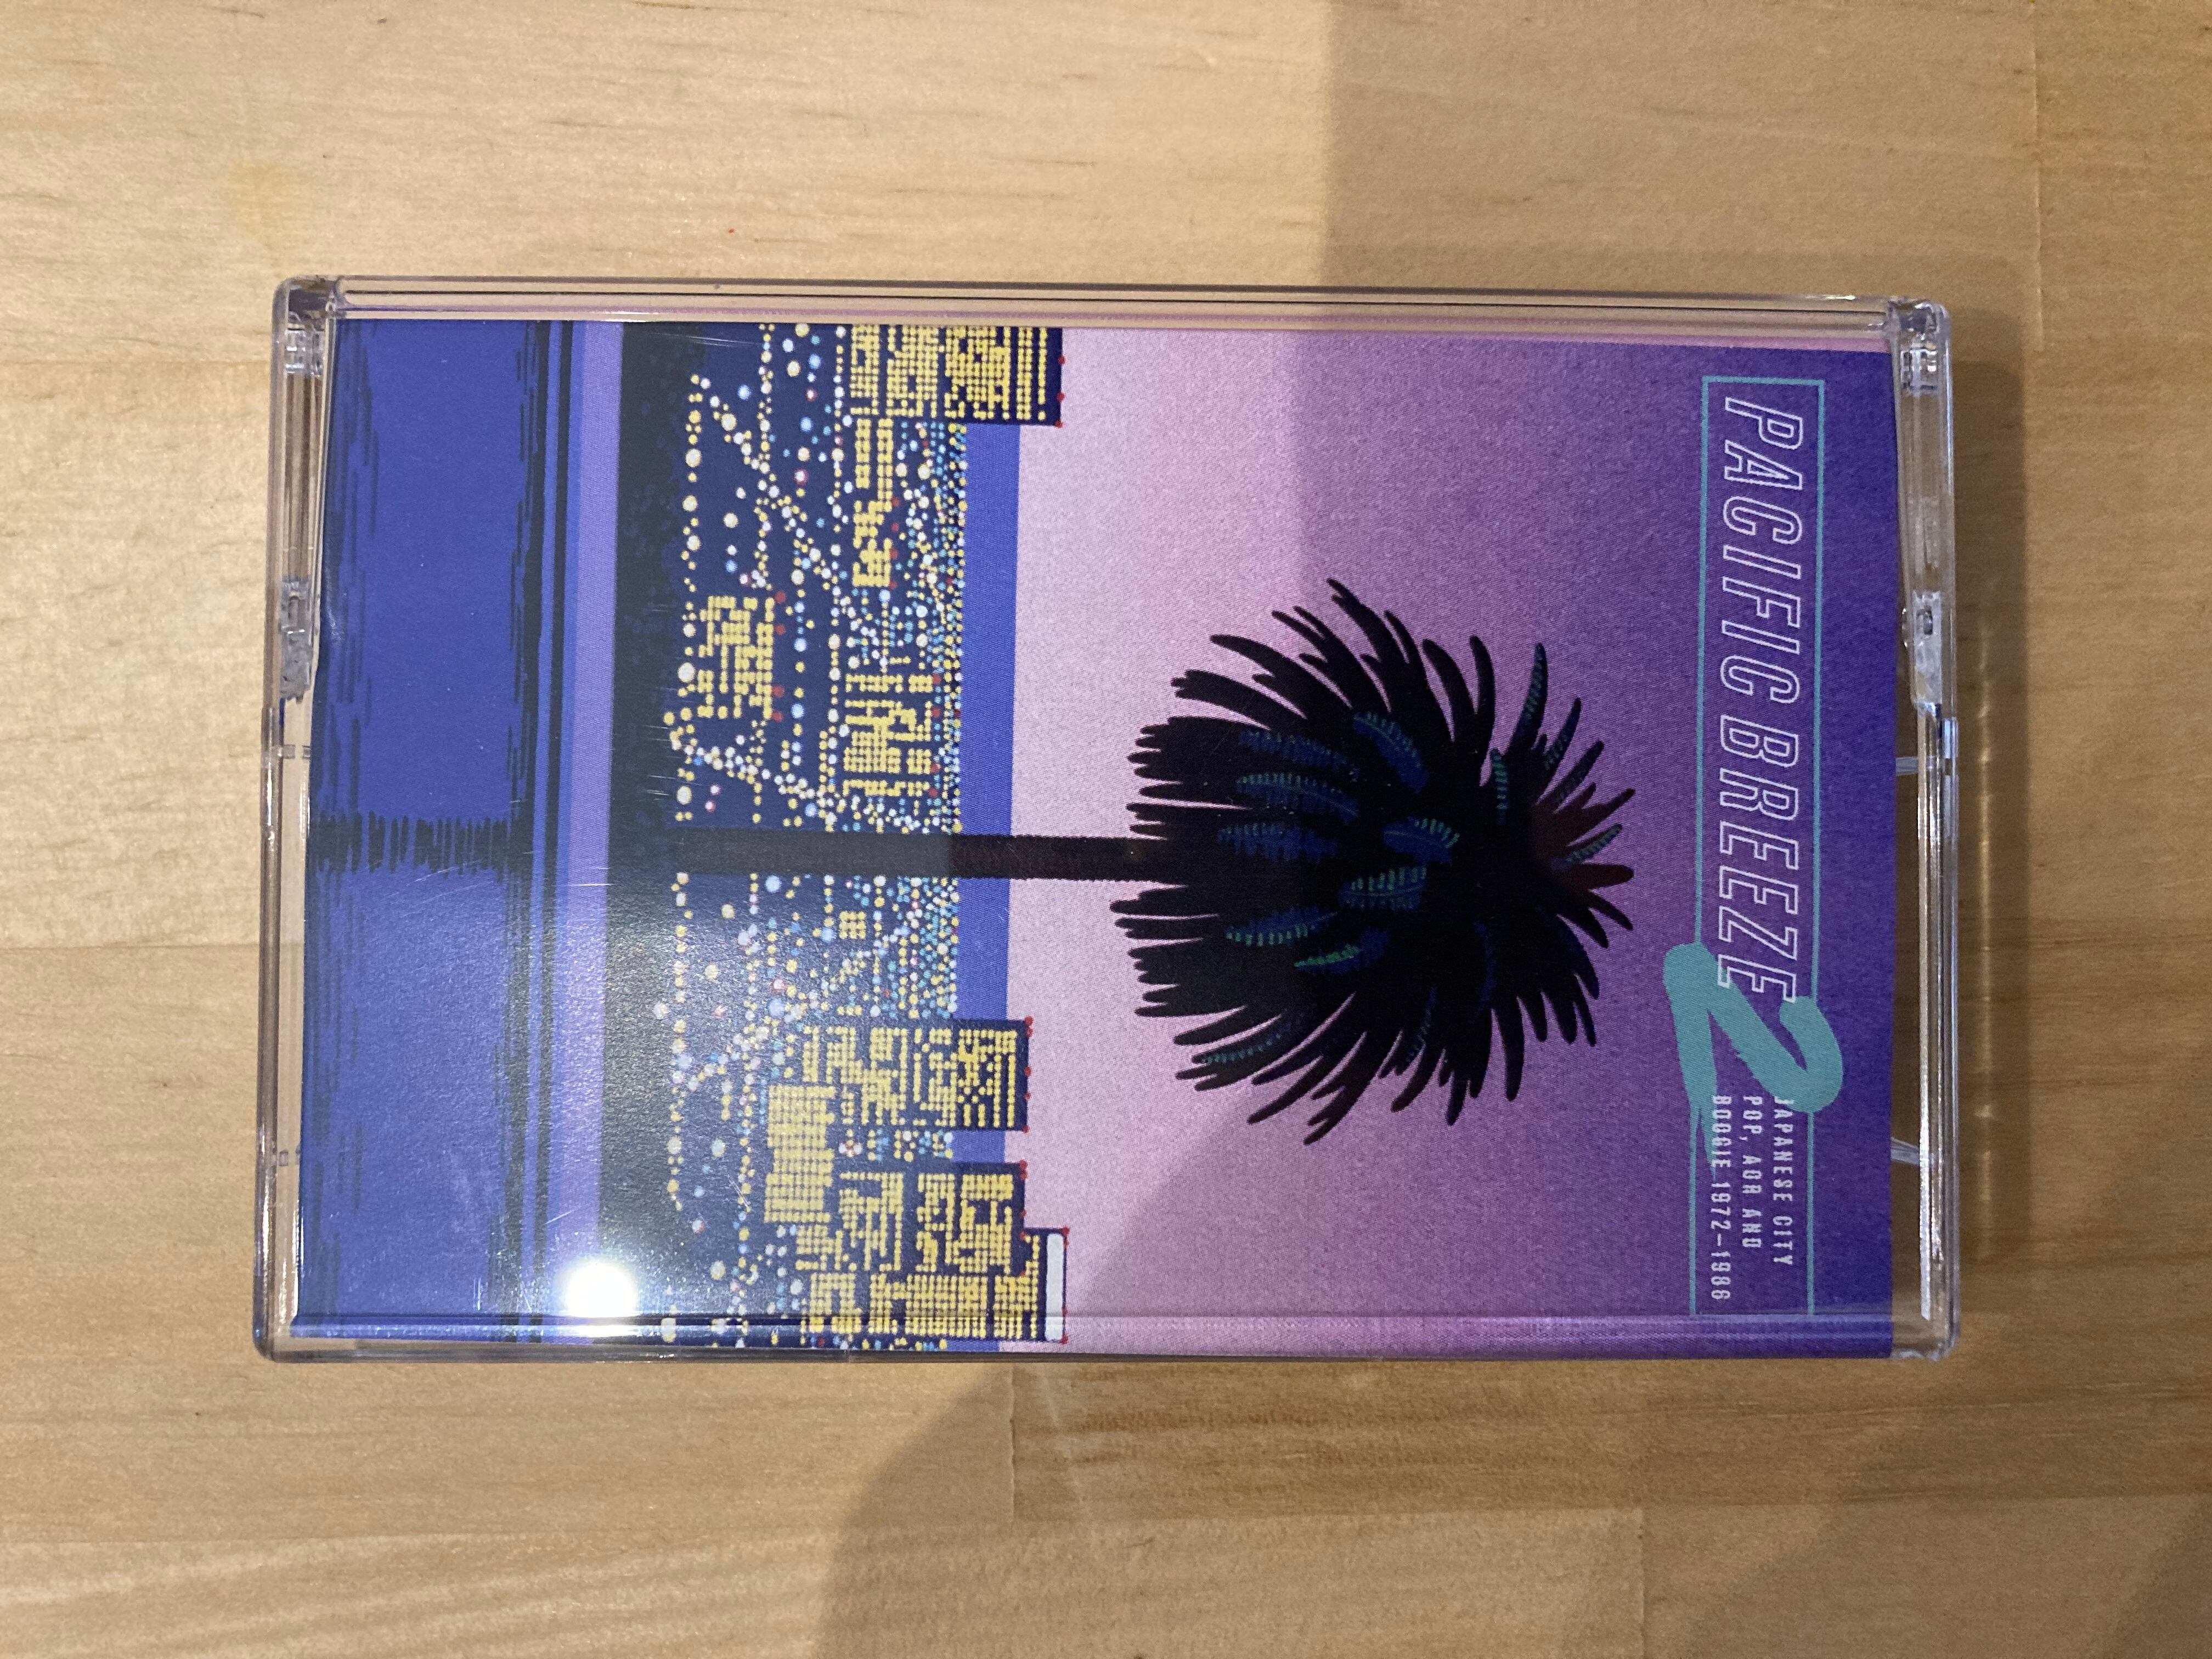 PACIFIC BREEZE 2
JAPANESE CITY
POP, AOR AND
BOOGIE 1972-1986